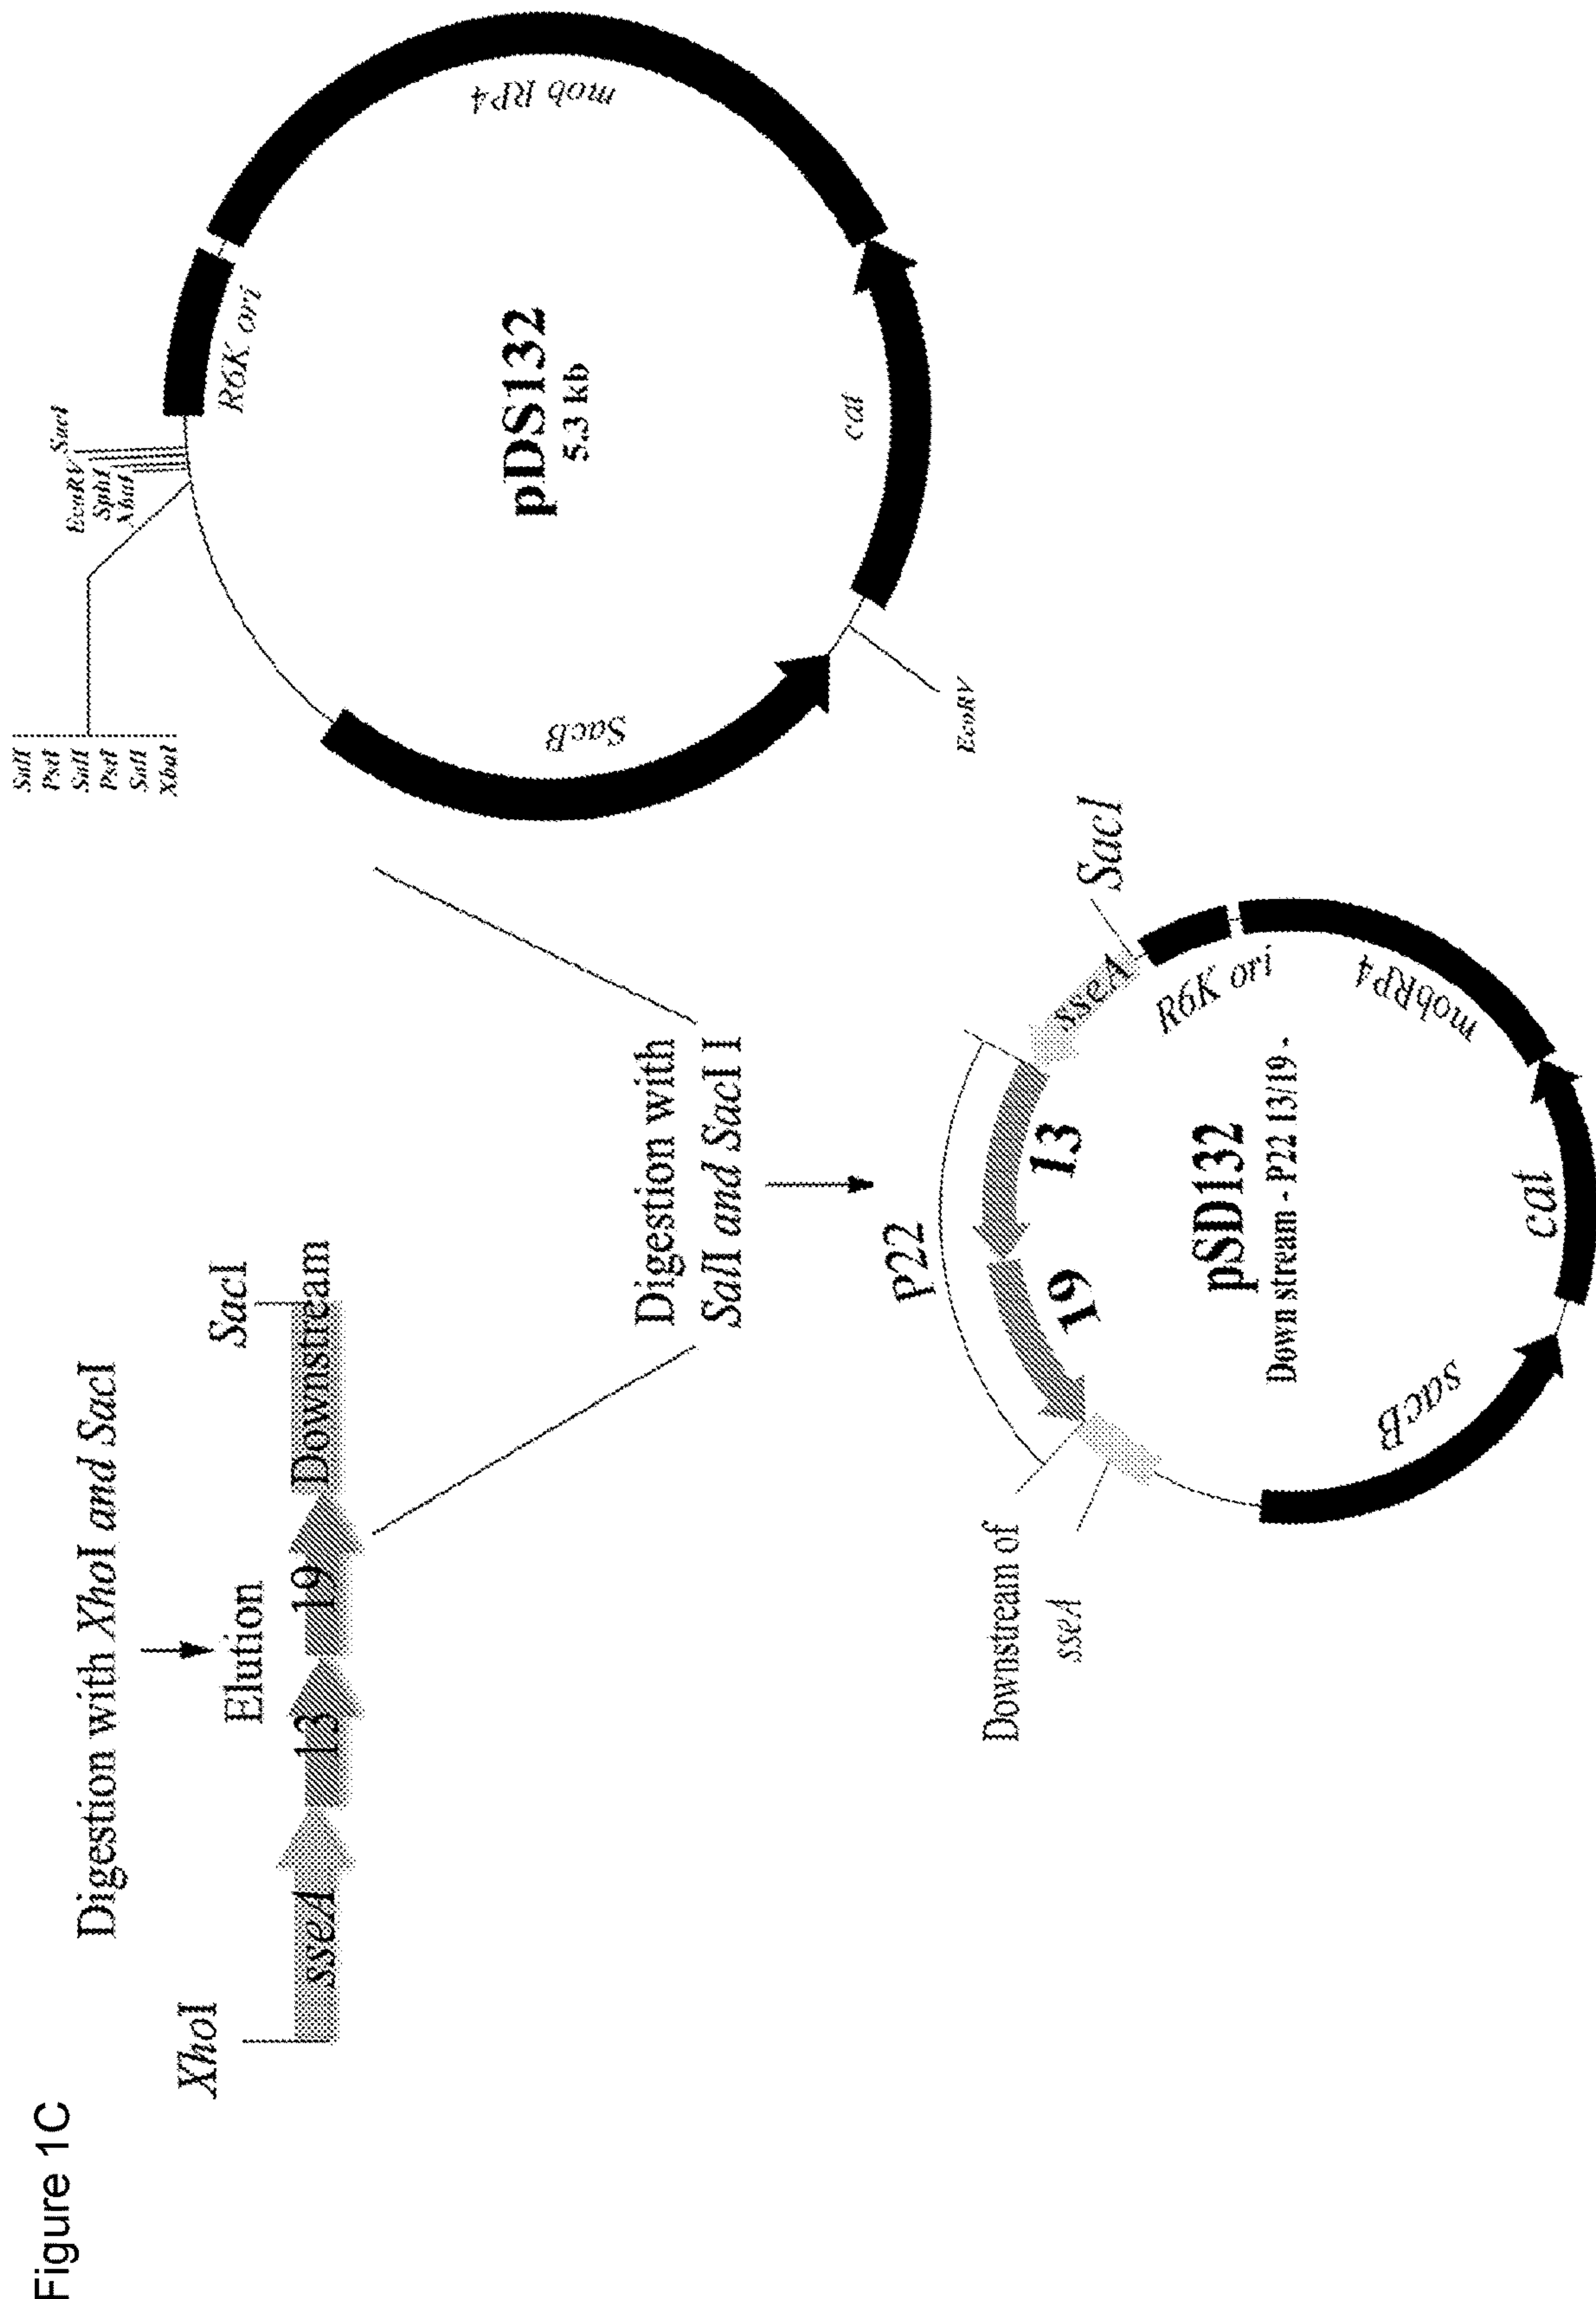 Figure 1C
Digestion with XhoI and SacI
Elution
XhoI
SacI
sseA
13
19
Downstream
SalI
PstI
SalI
PstI
SalI
XbaI
EcoRV
SacI
SphI
XbaI
R6K ori
mob RP4
pDS132
5.3 kb
cat
SacB
EcoRV
Digestion with
SalI and SacI I
P22
SacI
sseA
13
19
R6K ori
mobRP4
pSD132
Down stream - P22 13/19 -
cat
sacB
Downstream of
sseA